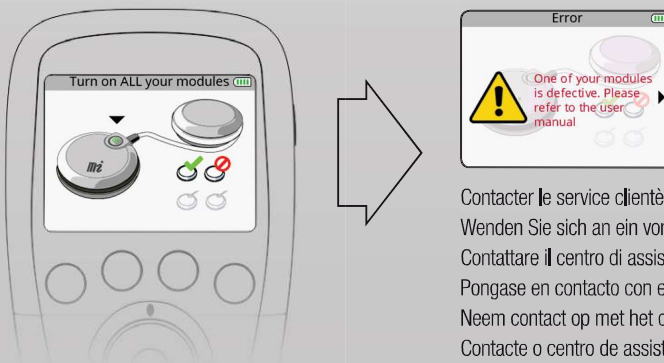 Turn on ALL your modules
mi
Error
One of your modules
is defective. Please
refer to the user
manual
Contacter le service clientè
Wenden Sie sich an ein vor
Contattare il centro di assis
Pongase en contacto con e
Neem contact op met het
Contacte o centro de assist